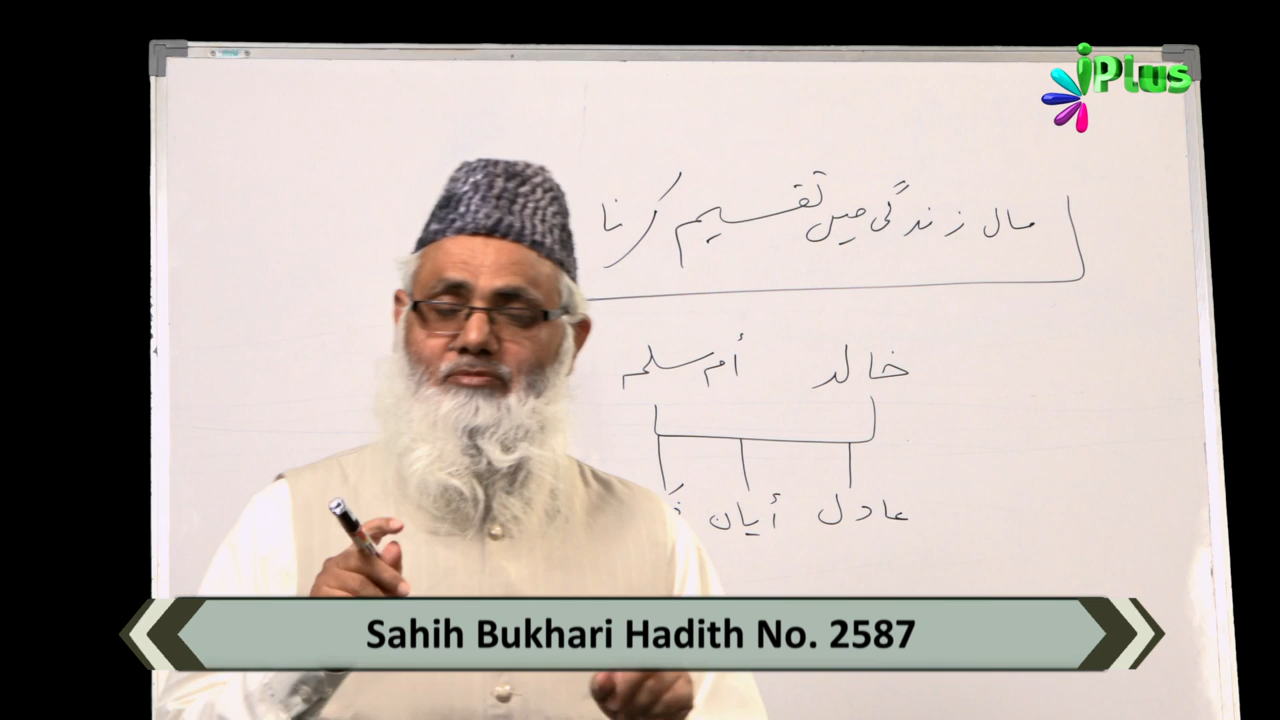 iPlus
مال زندگی میں تقسیم کرنا
خالد أم سلمہ
عادل أیان
Sahih Bukhari Hadith No. 2587